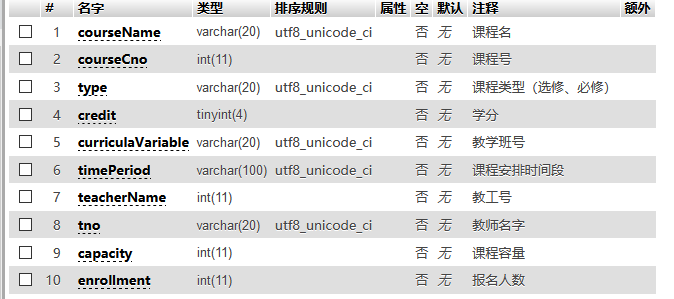 # 名字 类型 排序规则 属性 空 默认 注释 额外
1 courseName varchar(20) utf8_unicode_ci 否 无 课程名
2 courseCno int(11) 否 无 课程号
3 type varchar(20) utf8_unicode_ci 否 无 课程类型（选修、必修）
4 credit tinyint(4) 否 无 学分
5 curriculaVariable varchar(20) utf8_unicode_ci 否 无 教学班号
6 timePeriod varchar(100) utf8_unicode_ci 否 无 课程安排时间段
7 teacherName int(11) 否 无 教工号
8 tno varchar(20) utf8_unicode_ci 否 无 教师名字
9 capacity int(11) 否 无 课程容量
10 enrollment int(11) 否 无 报名人数